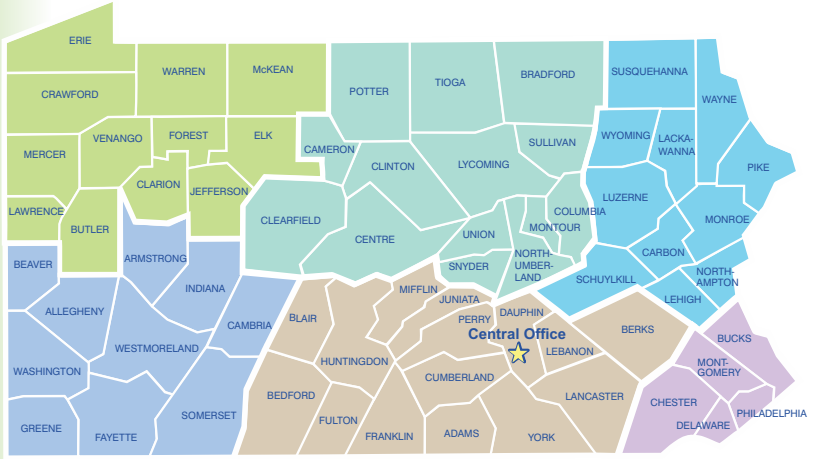 ERIE
WARREN
McKEAN
CRAWFORD
POTTER
TIOGA
BRADFORD
SUSQUEHANNA
WAYNE
VENANGO
FOREST
ELK
MERCER
CAMERON
CLINTON
LYCOMING
SULLIVAN
WYOMING
LACKA-
WANNA
PIKE
CLARION
JEFFERSON
LAWRENCE
BUTLER
CLEARFIELD
CENTRE
UNION
COLUMBIA
MONTOUR
LUZERNE
MONROE
CARBON
BEAVER
ARMSTRONG
INDIANA
SNYDER
NORTH-
UMBER-
LAND
SCHUYLKILL
NORTH-
AMPTON
LEHIGH
ALLEGHENY
CAMBRIA
BLAIR
MIFFLIN
JUNIATA
PERRY
DAUPHIN
Central Office
LEBANON
BERKS
BUCKS
WESTMORELAND
HUNTINGDON
WASHINGTON
CUMBERLAND
MONT-
GOMERY
BEDFORD
LANCASTER
CHESTER
PHILADELPHIA
DELAWARE
SOMERSET
FULTON
GREENE
FAYETTE
FRANKLIN
ADAMS
YORK